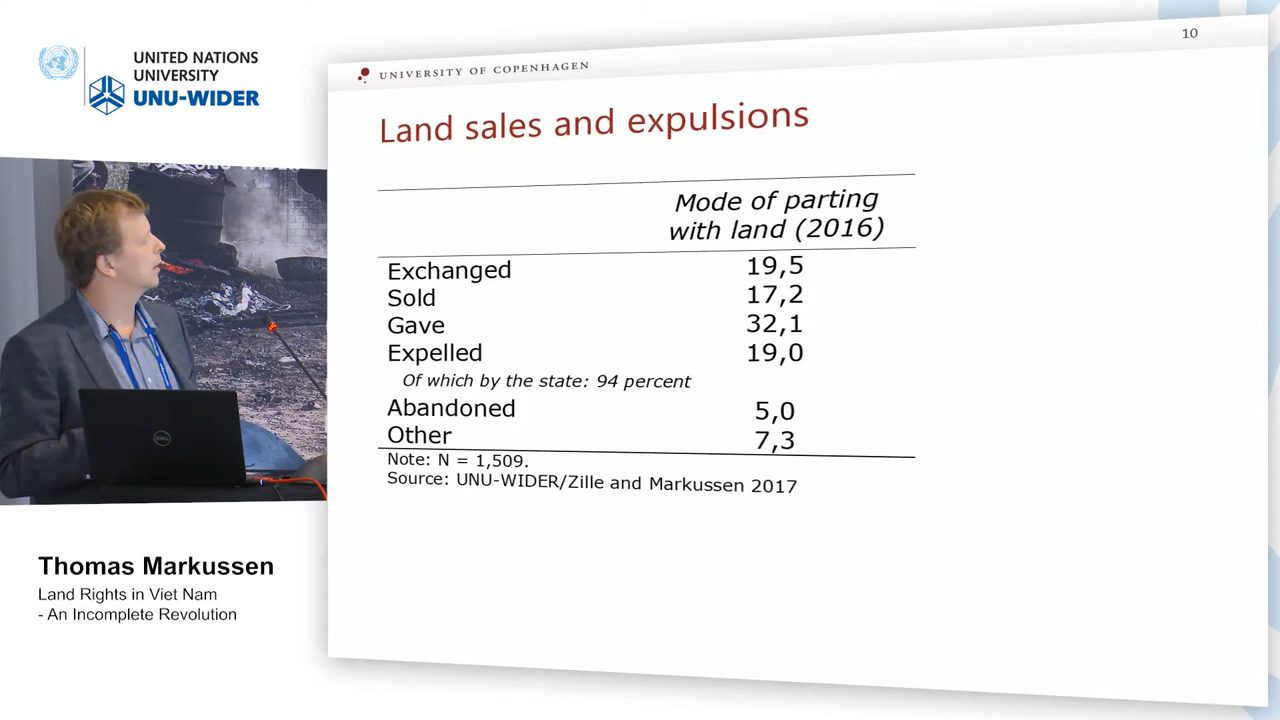 UNITED NATIONS
UNIVERSITY
UNU-WIDER
10
UNIVERSITY OF COPENHAGEN
Land sales and expulsions
Mode of parting
with land (2016)
Exchanged 19,5
Sold 17,2
Gave 32,1
Expelled 19,0
Of which by the state: 94 percent
Abandoned 5,0
Other 7,3
Note: N = 1,509.
Source: UNU-WIDER/Zille and Markussen 2017
DELL
Thomas Markussen
Land Rights in Viet Nam
- An Incomplete Revolution